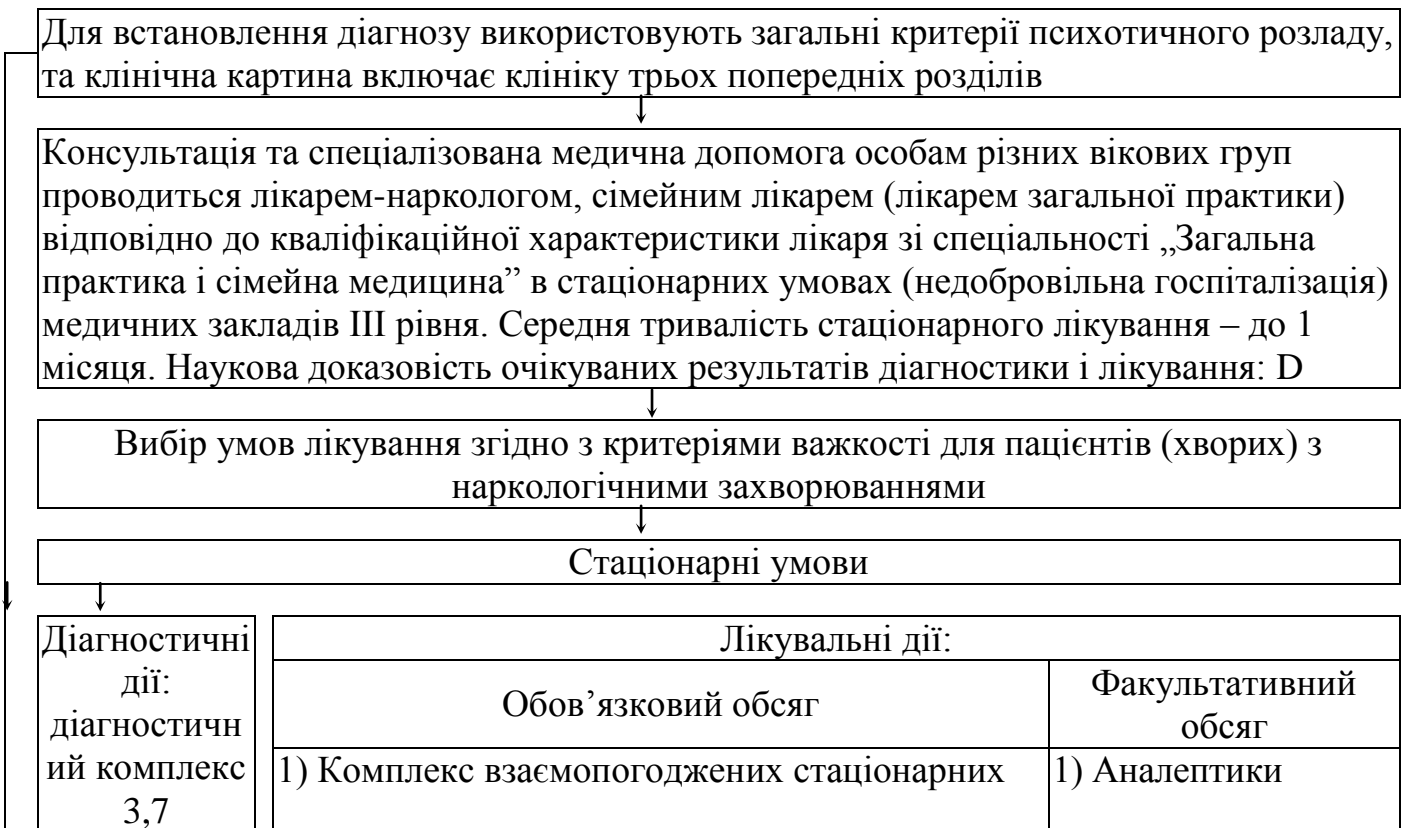 Для встановлення діагнозу використовують загальні критерії психотичного розладу,
та клінічна картина включає клініку трьох попередніх розділів
Консультація та спеціалізована медична допомога особам різних вікових груп
проводиться лікарем-наркологом, сімейним лікарем (лікарем загальної практики)
відповідно до кваліфікаційної характеристики лікаря зі спеціальності „Загальна
практика і сімейна медицина” в стаціонарних умовах (недобровільна госпіталізація)
медичних закладів III рівня. Середня тривалість стаціонарного лікування – до 1
місяця. Наукова доказовість очікуваних результатів діагностики і лікування: D
Вибір умов лікування згідно з критеріями важкості для пацієнтів (хворих) з
наркологічними захворюваннями
Стаціонарні умови
Діагностичні
дії:
діагностичн
ий комплекс
3,7
Лікувальні дії:
Обов’язковий обсяг
Факультативний
обсяг
1) Комплекс взаємопогоджених стаціонарних
1) Аналептики